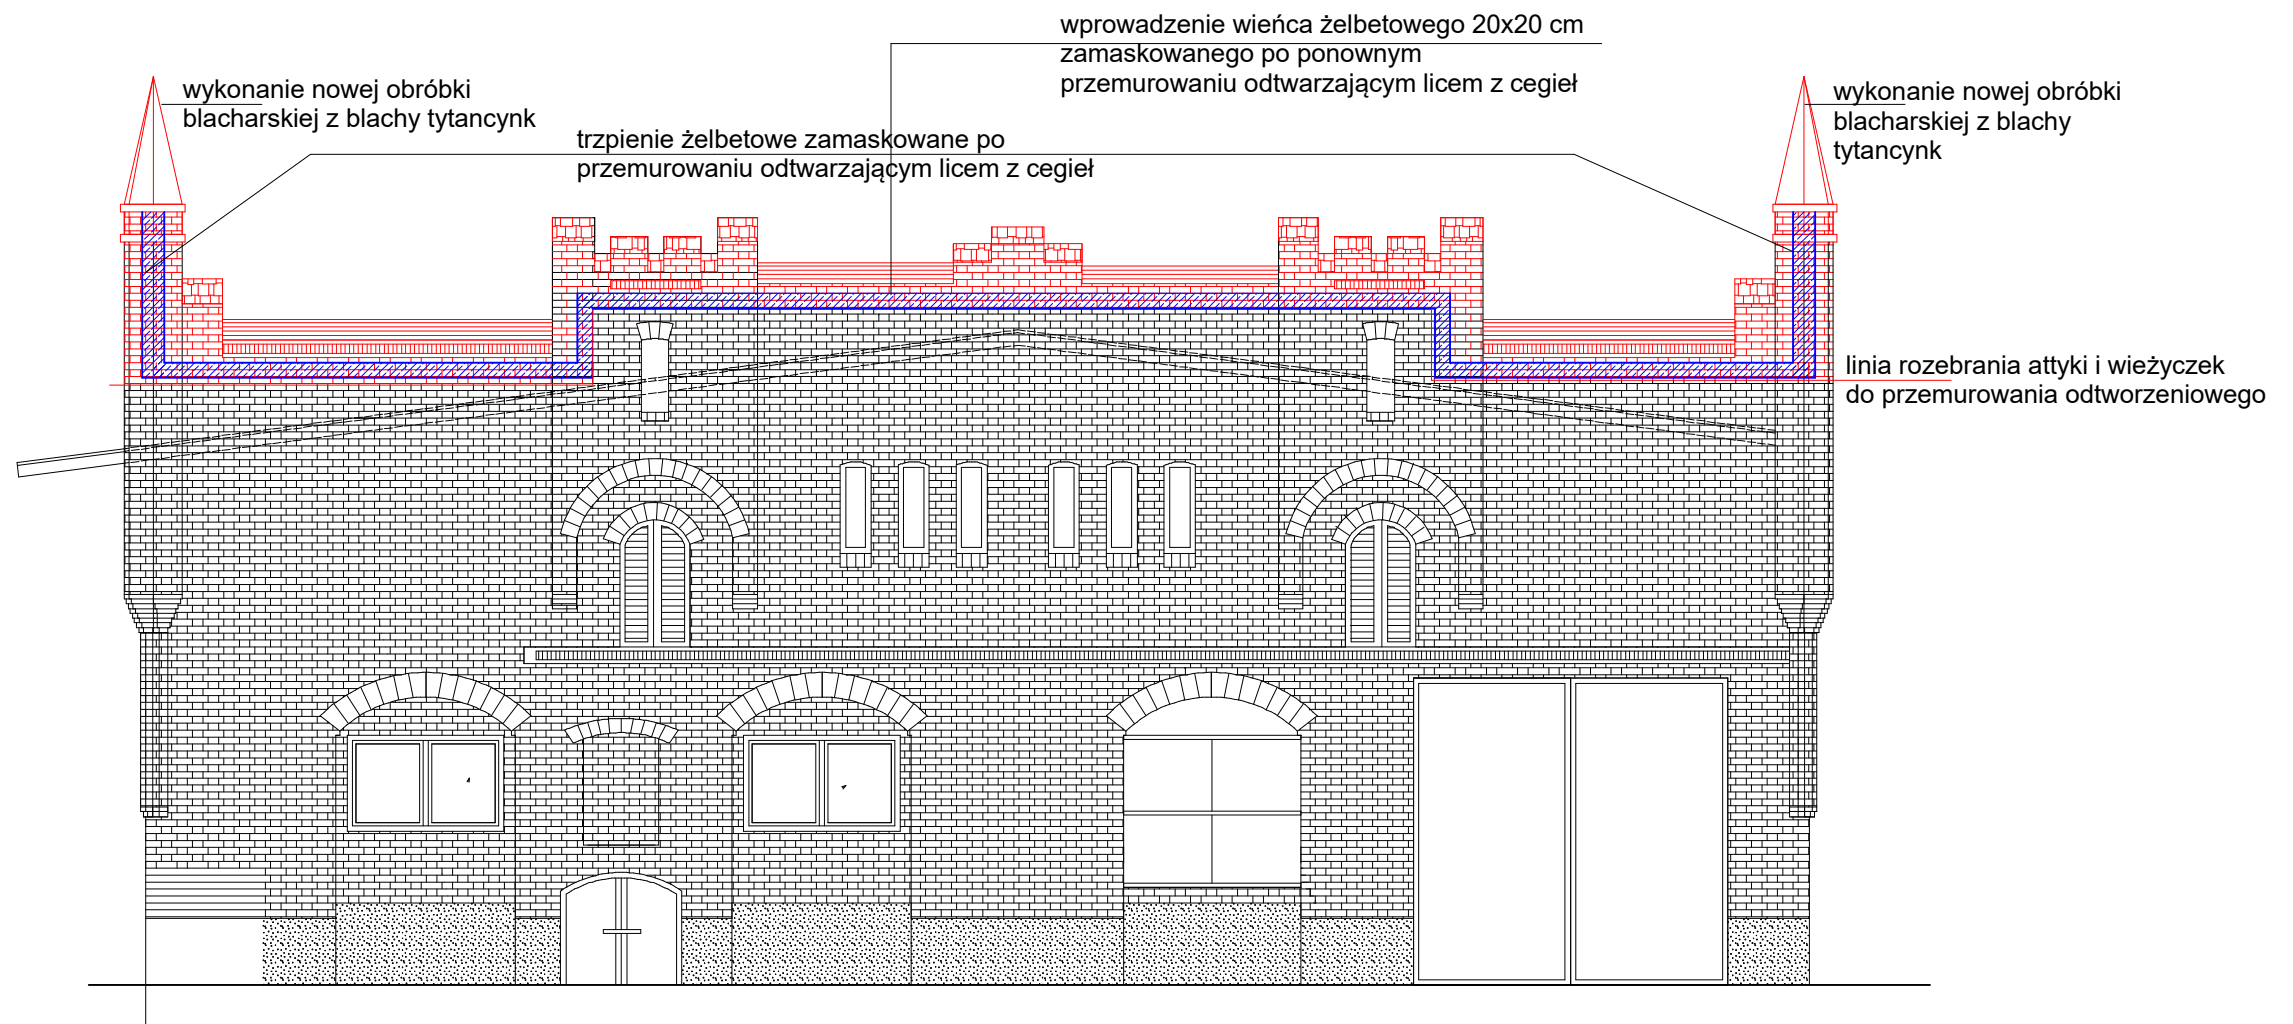 wprowadzenie wieńca żelbetowego 20x20 cm
zamaskowanego po ponownym
przemurowaniu odtwarzającym licem z cegieł
wykonanie nowej obróbki
blacharskiej z blachy tytancynk
wykonanie nowej obróbki
blacharskiej z blachy
tytancynk
trzpienie żelbetowe zamaskowane po
przemurowaniu odtwarzającym licem z cegieł
linia rozebrania attyki i wieżyczek
do przemurowania odtworzeniowego